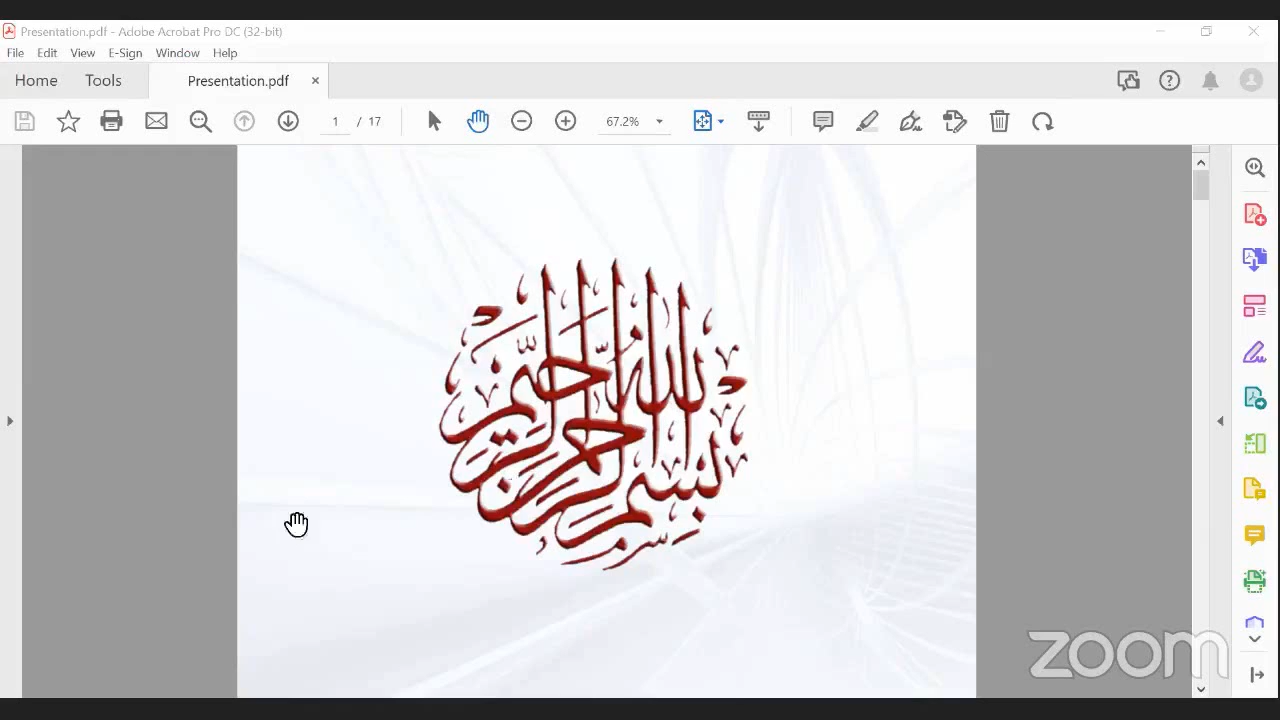 Presentation.pdf - Adobe Acrobat Pro DC (32-bit)
File Edit View E-Sign Window Help
Home Tools Presentation.pdf ×
1 / 17 67.2%
بسم الله الرحمن الرحيم
zoom